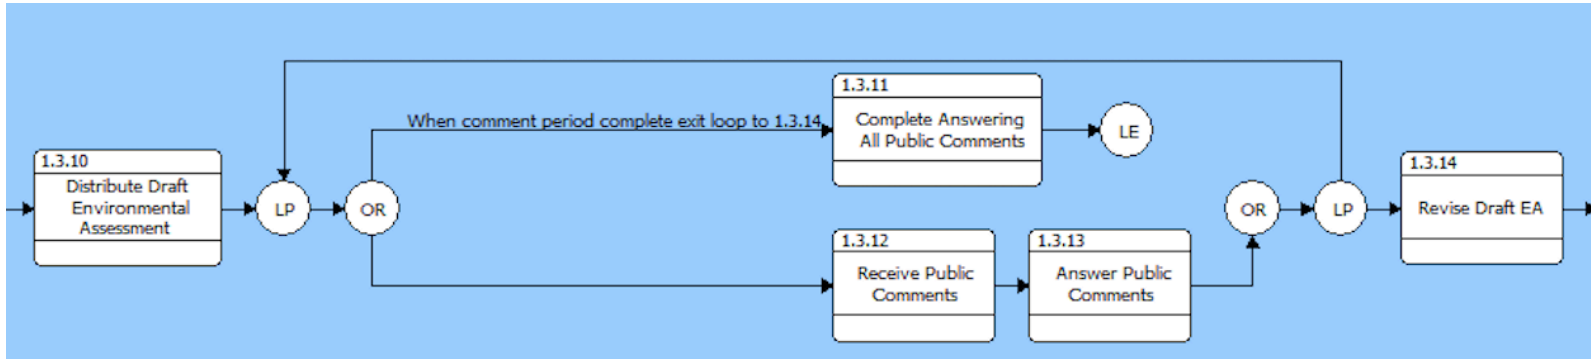 1.3.11
Complete Answering
All Public Comments
When comment period complete exit loop to 1.3.14
LE
1.3.10
Distribute Draft
Environmental
Assessment
LP
OR
1.3.12
Receive Public
Comments
1.3.13
Answer Public
Comments
OR
LP
1.3.14
Revise Draft EA